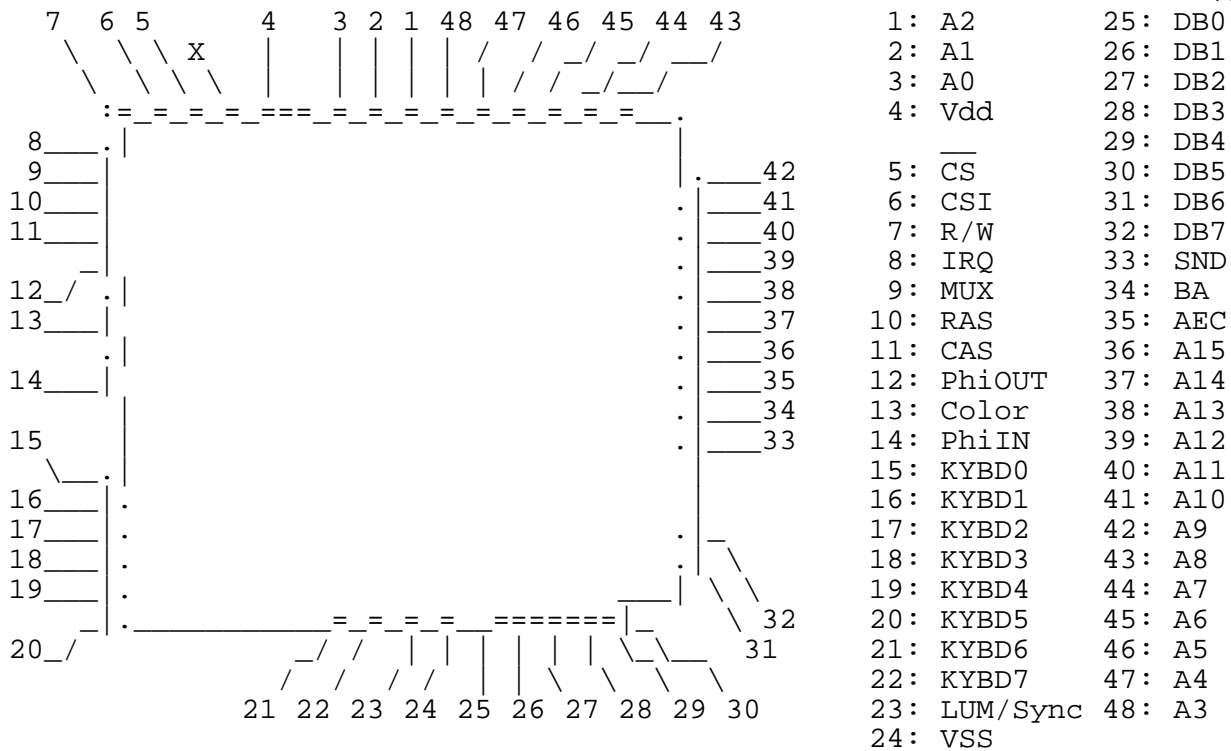 7 6 5 4 3 2 1 48 47 46 45 44 43
X
8
9 42
10 41
11 40
39
12 38
13 37
36
14 35
34
15 33
16
17
18
19
32
20 31
21 22 23 24 25 26 27 28 29 30
1: A2 25: DB0
2: A1 26: DB1
3: A0 27: DB2
4: Vdd 28: DB3
29: DB4
5: CS 30: DB5
6: CSI 31: DB6
7: R/W 32: DB7
8: IRQ 33: SND
9: MUX 34: BA
10: RAS 35: AEC
11: CAS 36: A15
12: PhiOUT 37: A14
13: Color 38: A13
14: PhiIN 39: A12
15: KYBD0 40: A11
16: KYBD1 41: A10
17: KYBD2 42: A9
18: KYBD3 43: A8
19: KYBD4 44: A7
20: KYBD5 45: A6
21: KYBD6 46: A5
22: KYBD7 47: A4
23: LUM/Sync 48: A3
24: VSS